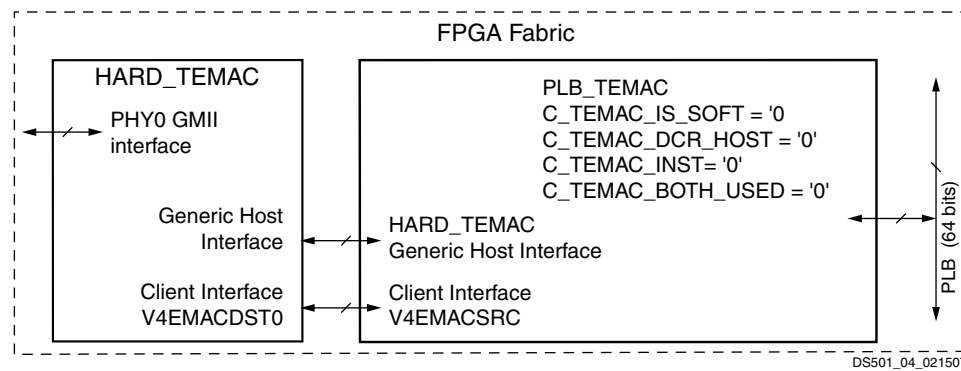 FPGA Fabric
HARD_TEMAC
PHY0 GMII
interface
Generic Host
Interface
Client Interface
V4EMACDST0
PLB_TEMAC
C_TEMAC_IS_SOFT = '0
C_TEMAC_DCR_HOST = '0'
C_TEMAC_INST= '0'
C_TEMAC_BOTH_USED = '0'
HARD_TEMAC
Generic Host Interface
Client Interface
V4EMACSRC
PLB (64 bits)
DS501_04_021507